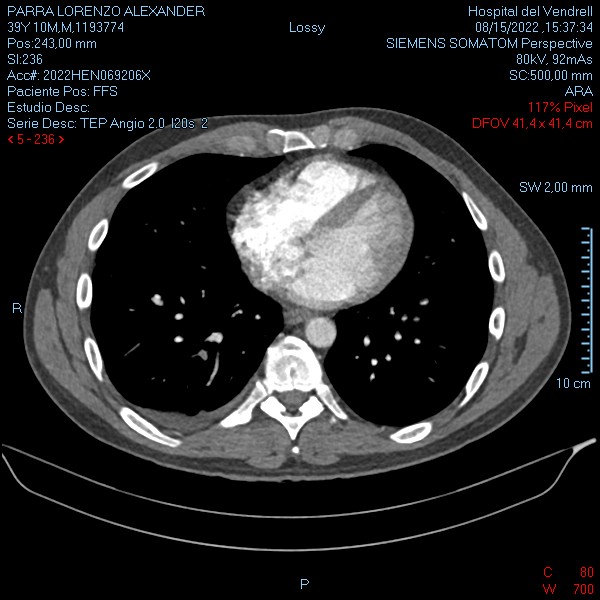 PARRA LORENZO ALEXANDER
39Y 10M,M,1193774
Pos:243,00 mm
SI:236
Acc#: 2022HEN069206X
Paciente Pos: FFS
Estudio Desc:
Serie Desc: TEP Angio 2.0 I20s 2
< 5 - 236 >
Lossy
Hospital del Vendrell
08/15/2022 ,15:37:34
SIEMENS SOMATOM Perspective
80kV, 92mAs
SC:500,00 mm
ARA
117% Pixel
DFOV 41,4 x 41,4 cm
SW 2,00 mm
R
10 cm
P
C 80
W 700